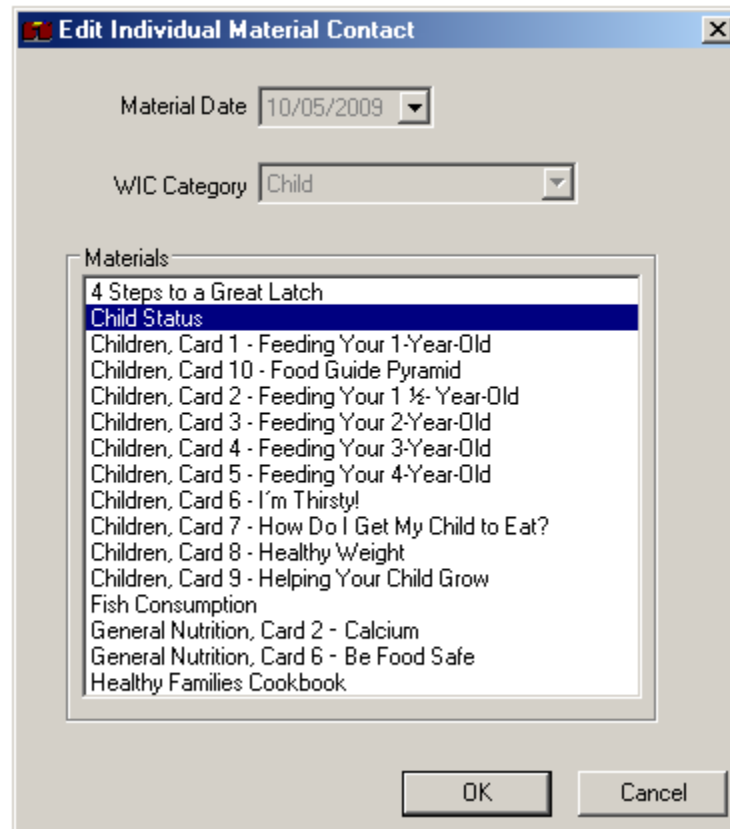 Edit Individual Material Contact
Material Date 10/05/2009
WIC Category Child
Materials
4 Steps to a Great Latch
Child Status
Children, Card 1 - Feeding Your 1-Year-Old
Children, Card 10 - Food Guide Pyramid
Children, Card 2 - Feeding Your 1 ½- Year-Old
Children, Card 3 - Feeding Your 2-Year-Old
Children, Card 4 - Feeding Your 3-Year-Old
Children, Card 5 - Feeding Your 4-Year-Old
Children, Card 6 - I´m Thirsty!
Children, Card 7 - How Do I Get My Child to Eat?
Children, Card 8 - Healthy Weight
Children, Card 9 - Helping Your Child Grow
Fish Consumption
General Nutrition, Card 2 - Calcium
General Nutrition, Card 6 - Be Food Safe
Healthy Families Cookbook
OK Cancel